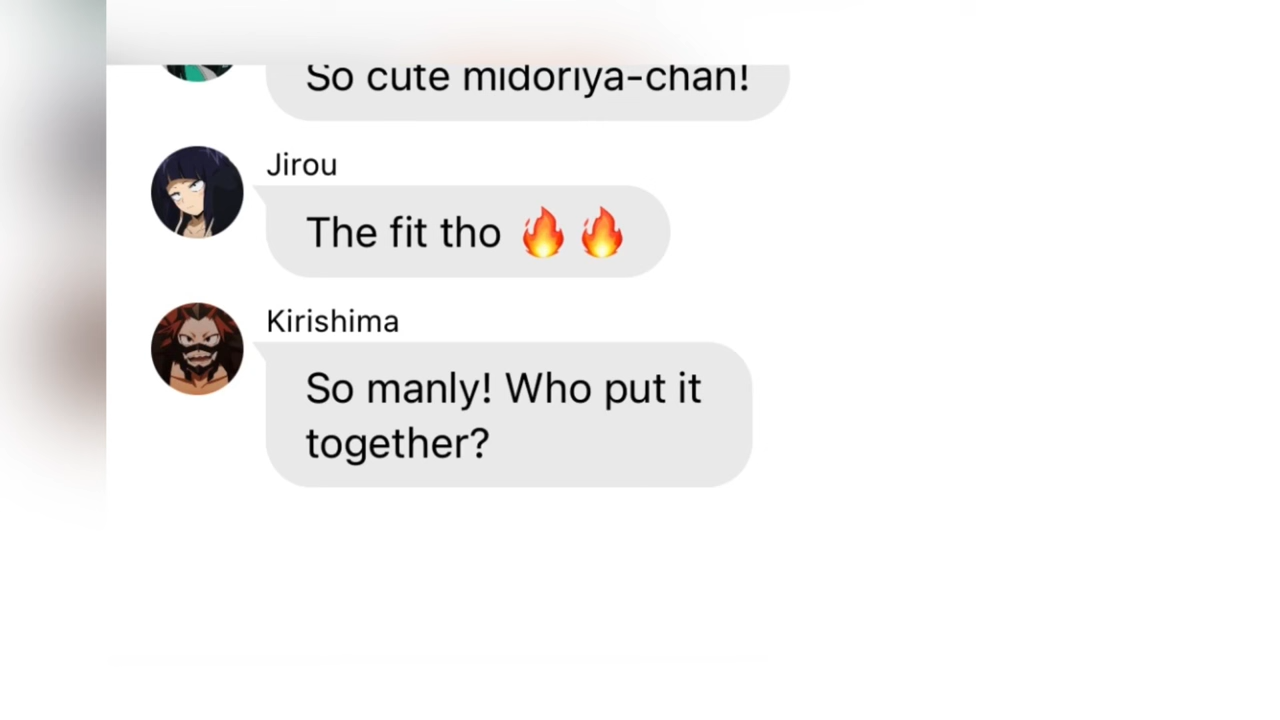 So cute midoriya-chan!
Jirou
The fit tho 🔥🔥
Kirishima
So manly! Who put it
together?